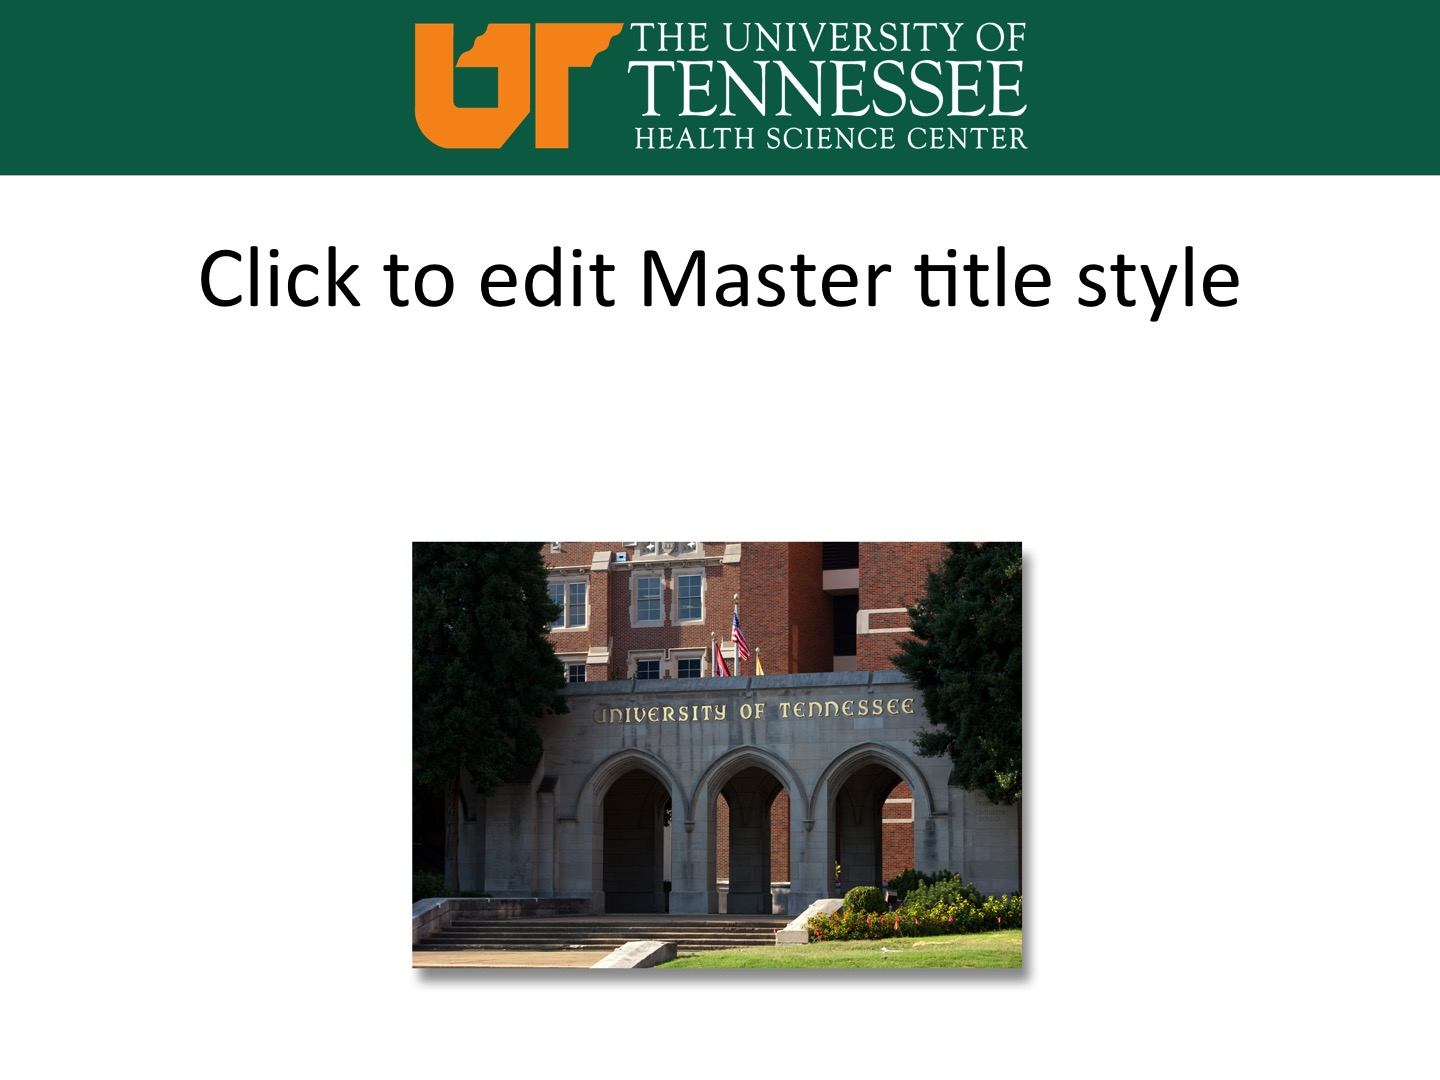 THE UNIVERSITY OF
TENNESSEE
HEALTH SCIENCE CENTER
Click to edit Master title style
UNIVERSITY OF TENNESSEE